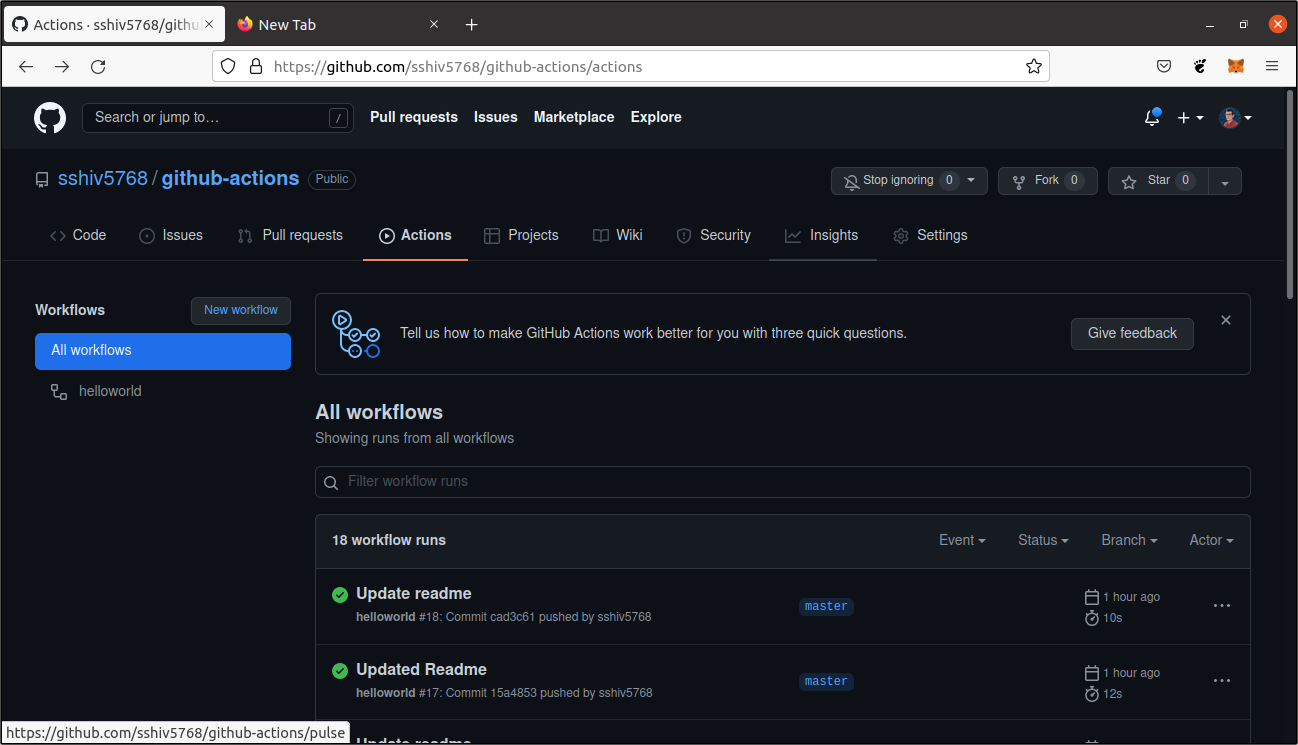 Actions · sshiv5768/githu
New Tab
https://github.com/sshiv5768/github-actions/actions
Search or jump to…
/
Pull requests
Issues
Marketplace
Explore
sshiv5768 / github-actions
Public
Stop ignoring 0
Fork 0
Star 0
Code
Issues
Pull requests
Actions
Projects
Wiki
Security
Insights
Settings
Workflows
New workflow
All workflows
helloworld
Tell us how to make GitHub Actions work better for you with three quick questions.
Give feedback
All workflows
Showing runs from all workflows
Filter workflow runs
18 workflow runs
Event
Status
Branch
Actor
Update readme
helloworld #18: Commit cad3c61 pushed by sshiv5768
master
1 hour ago
10s
Updated Readme
helloworld #17: Commit 15a4853 pushed by sshiv5768
master
1 hour ago
12s
Update readme
https://github.com/sshiv5768/github-actions/pulse